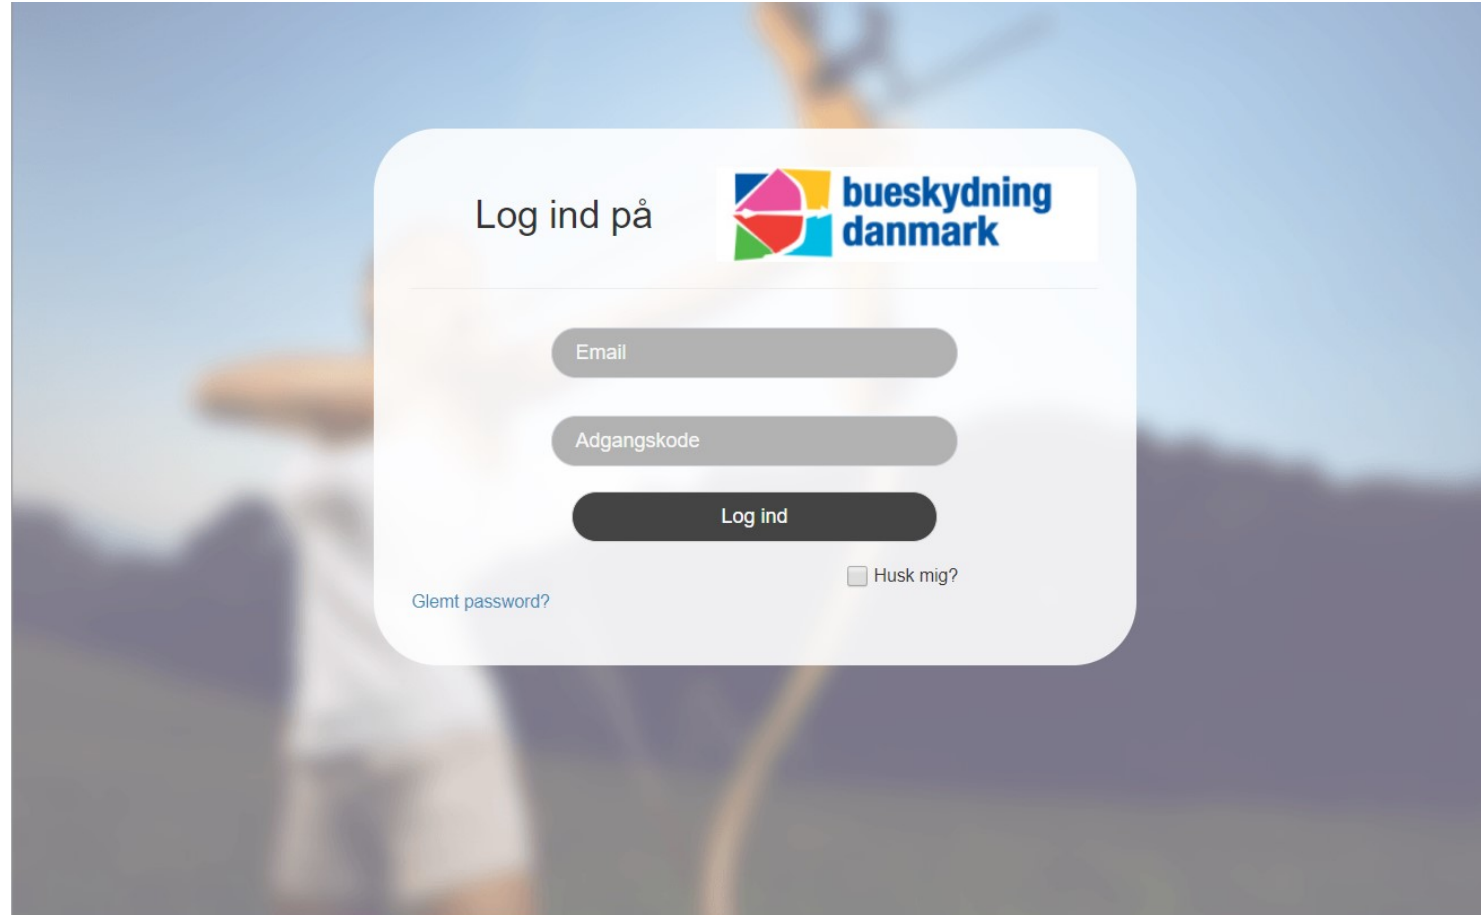 Log ind på
bueskydning
danmark
Email
Adgangskode
Log ind
Husk mig?
Glemt password?